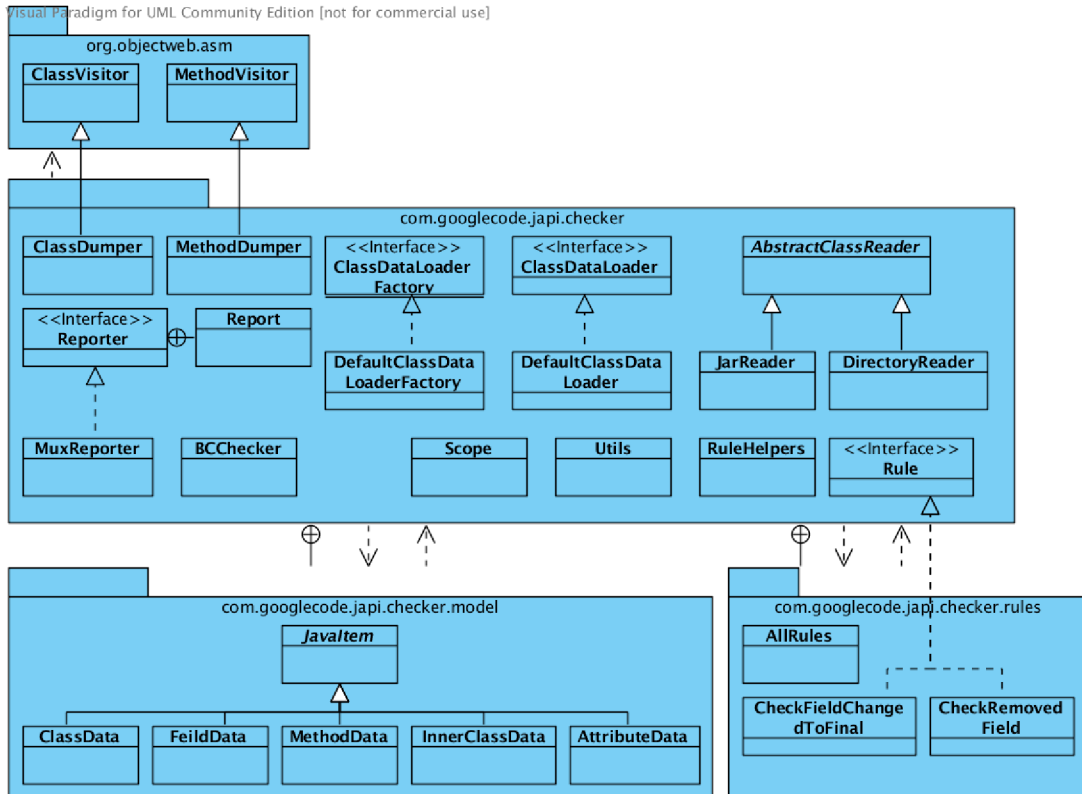 Visual Paradigm for UML Community Edition [not for commercial use]
org.objectweb.asm
ClassVisitor
MethodVisitor
com.googlecode.japi.checker
ClassDumper
MethodDumper
<<Interface>>
ClassDataLoader
Factory
<<Interface>>
ClassDataLoader
AbstractClassReader
<<Interface>>
Reporter
Report
DefaultClassData
LoaderFactory
DefaultClassData
Loader
JarReader
DirectoryReader
MuxReporter
BCChecker
Scope
Utils
RuleHelpers
<<Interface>>
Rule
com.googlecode.japi.checker.model
JavaItem
ClassData
FeildData
MethodData
InnerClassData
AttributeData
com.googlecode.japi.checker.rules
AllRules
CheckFieldChange
dToFinal
CheckRemoved
Field